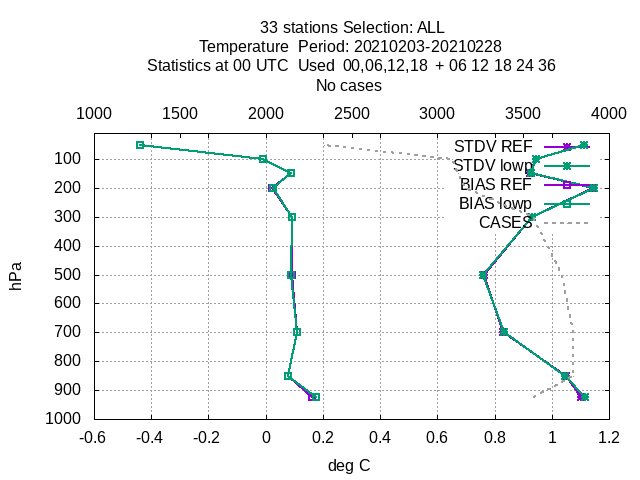 33 stations Selection: ALL
Temperature Period: 20210203-20210228
Statistics at 00 UTC Used 00,06,12,18 + 06 12 18 24 36
No cases
1000 1500 2000 2500 3000 3500 4000
STDV REF
100
STDV lowp
BIAS REF
200
BIAS lowp
300
CASES
400
hPa
500
600
700
800
900
1000
-0.6 -0.4 -0.2 0 0.2 0.4 0.6 0.8 1 1.2
deg C